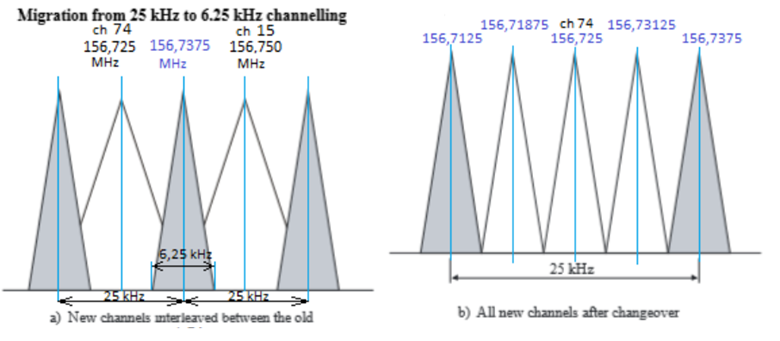 Migration from 25 kHz to 6.25 kHz channelling
ch 74 ch 15
156,725 156,7375 156,750
MHz MHz MHz
6,25 kHz
25 kHz 25 kHz
a) New channels interleaved between the old
156,71875 ch 74 156,73125
156,7125 156,725 156,7375
25 kHz
b) All new channels after changeover